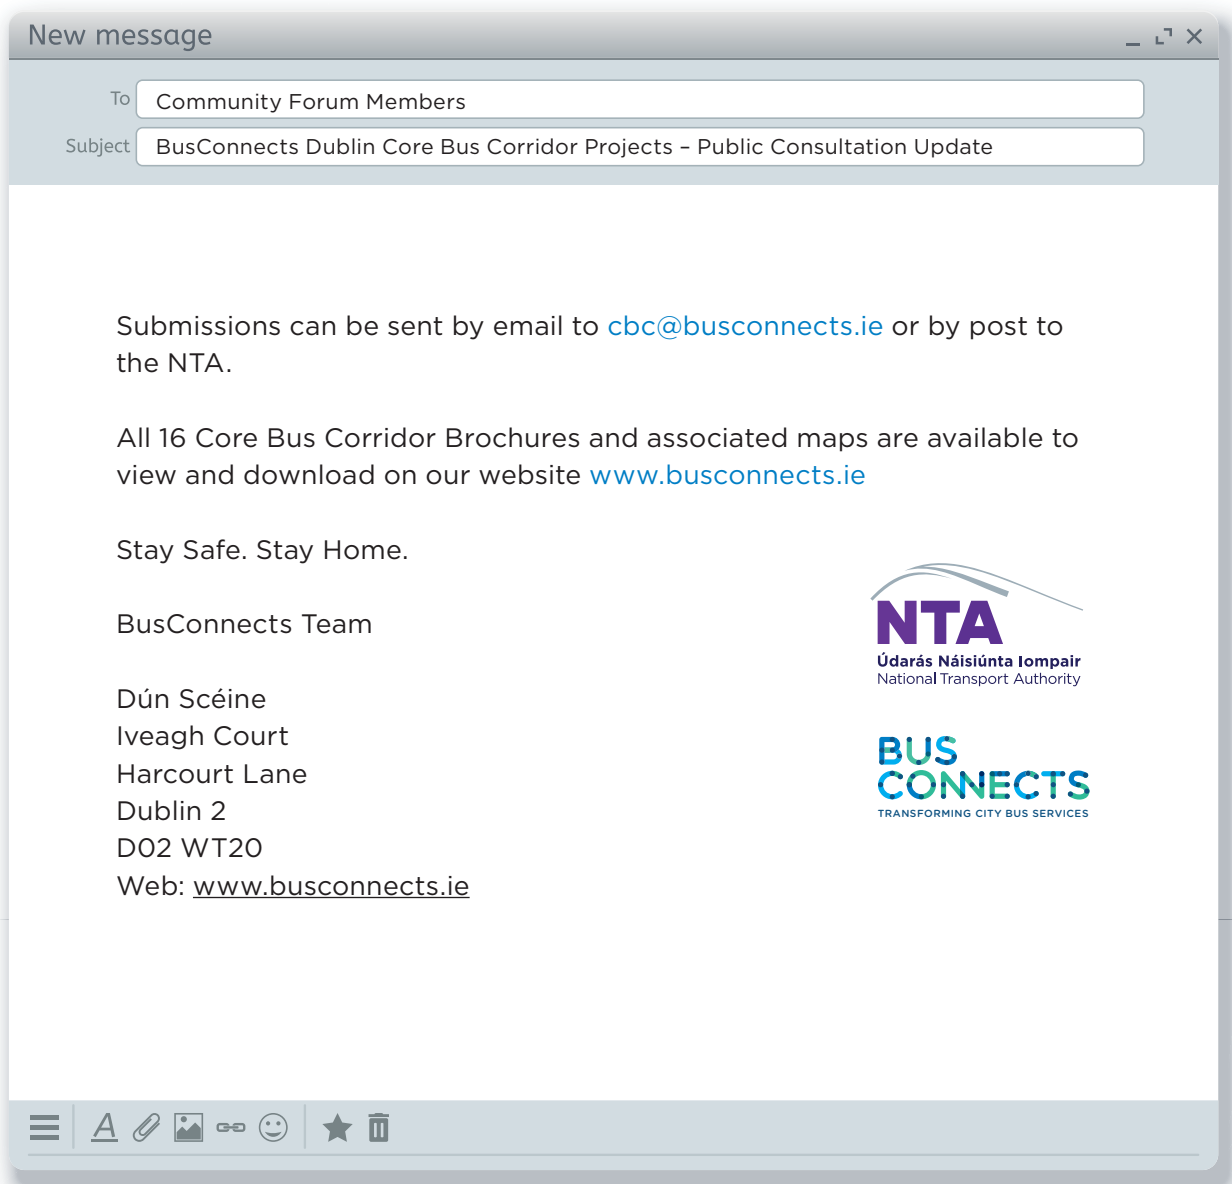 New message
To
Community Forum Members
Subject
BusConnects Dublin Core Bus Corridor Projects – Public Consultation Update
Submissions can be sent by email to cbc@busconnects.ie or by post to
the NTA.
All 16 Core Bus Corridor Brochures and associated maps are available to
view and download on our website www.busconnects.ie
Stay Safe. Stay Home.
BusConnects Team
Dún Scéine
Iveagh Court
Harcourt Lane
Dublin 2
D02 WT20
Web: www.busconnects.ie
NTA
Údarás Náisiúnta Iompair
National Transport Authority
BUS
CONNECTS
TRANSFORMING CITY BUS SERVICES
A